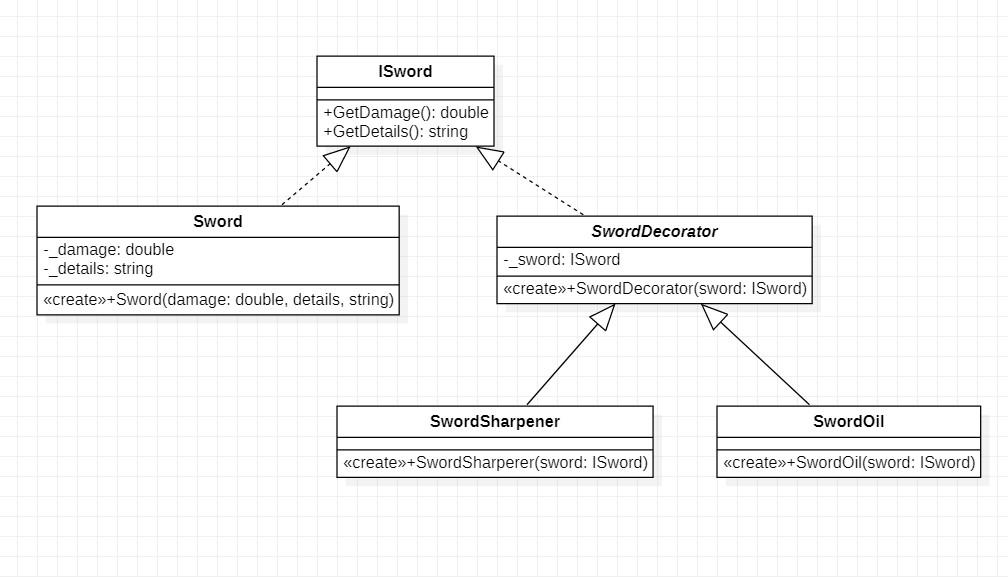 ISword
+GetDamage(): double
+GetDetails(): string
Sword
-_damage: double
-_details: string
«create»+Sword(damage: double, details, string)
SwordDecorator
-_sword: ISword
«create»+SwordDecorator(sword: ISword)
SwordSharpener
«create»+SwordSharperer(sword: ISword)
SwordOil
«create»+SwordOil(sword: ISword)